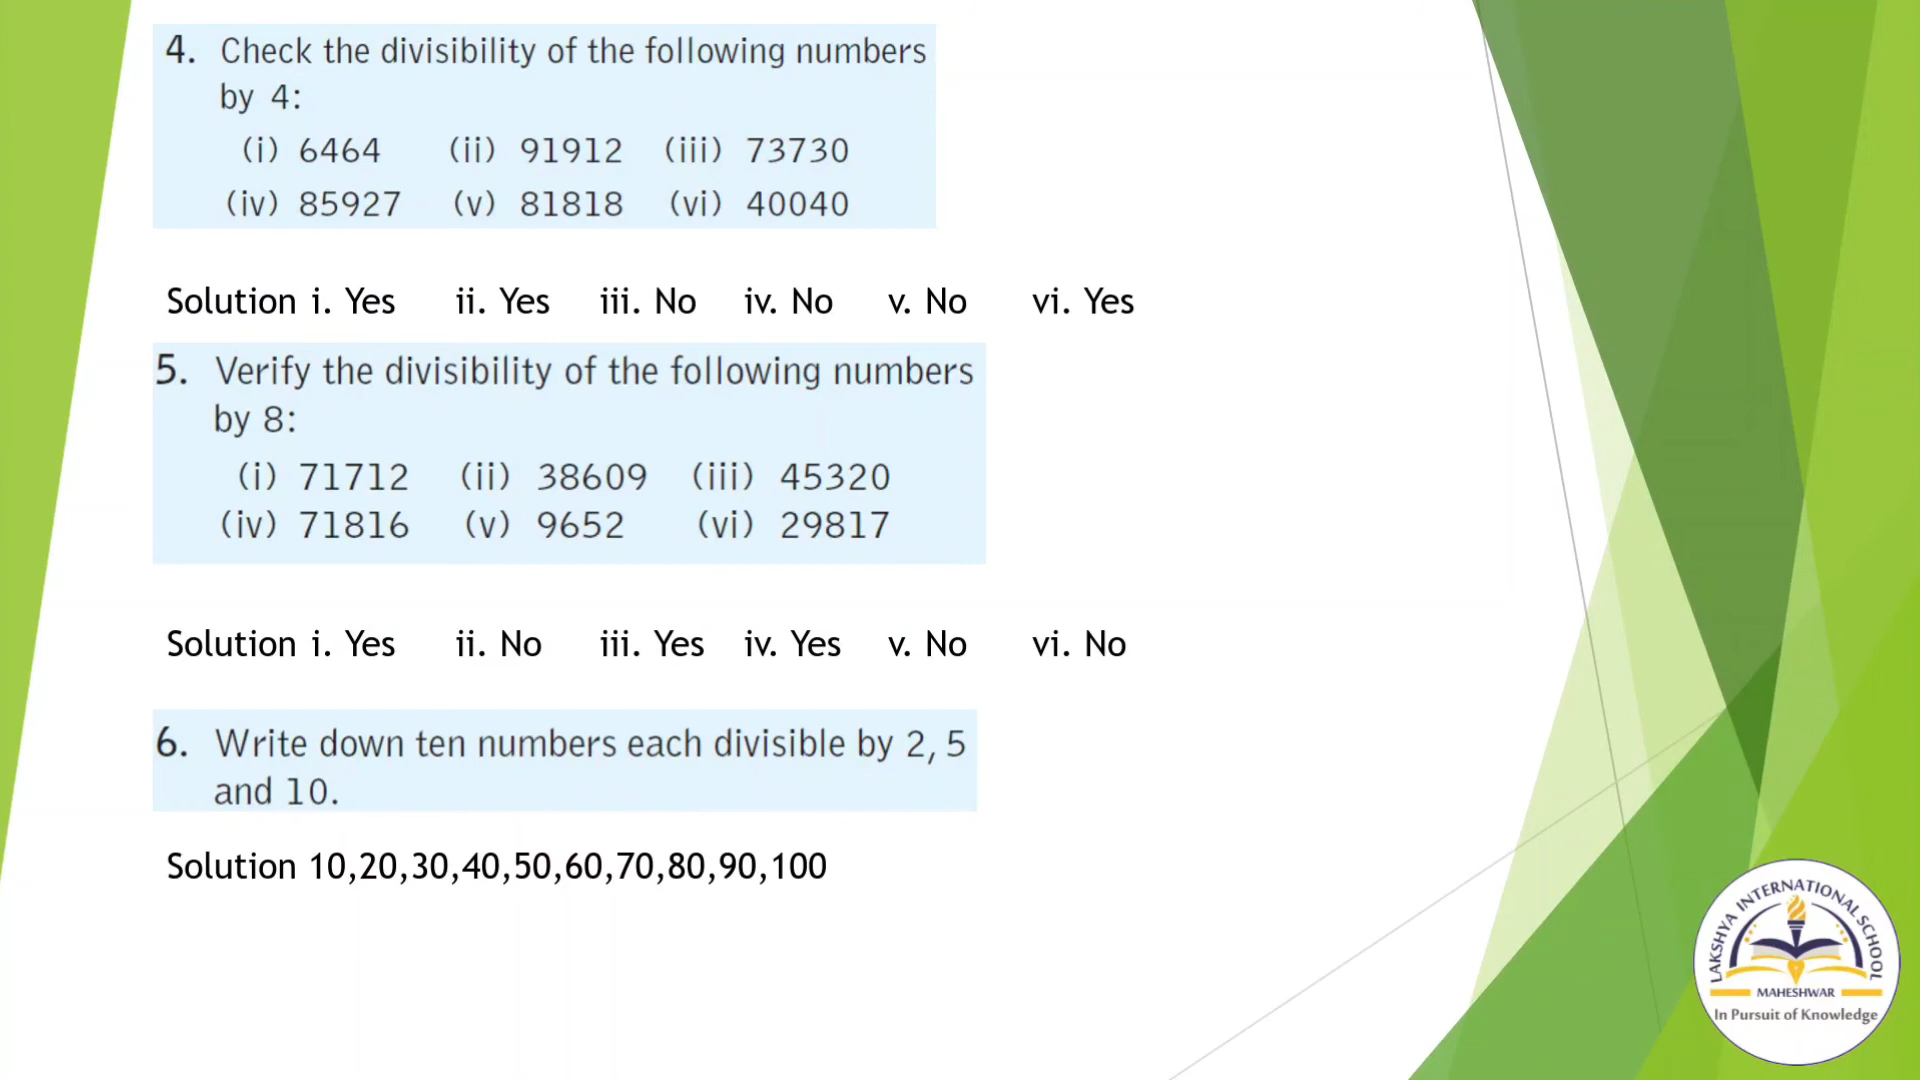 4. Check the divisibility of the following numbers
by 4:
(i) 6464 (ii) 91912 (iii) 73730
(iv) 85927 (v) 81818 (vi) 40040
Solution i. Yes ii. Yes iii. No iv. No v. No vi. Yes
5. Verify the divisibility of the following numbers
by 8:
(i) 71712 (ii) 38609 (iii) 45320
(iv) 71816 (v) 9652 (vi) 29817
Solution i. Yes ii. No iii. Yes iv. Yes v. No vi. No
6. Write down ten numbers each divisible by 2, 5
and 10.
Solution 10,20,30,40,50,60,70,80,90,100
LAKSHYA INTERNATIONAL SCHOOL
MAHESHWAR
In Pursuit of Knowledge